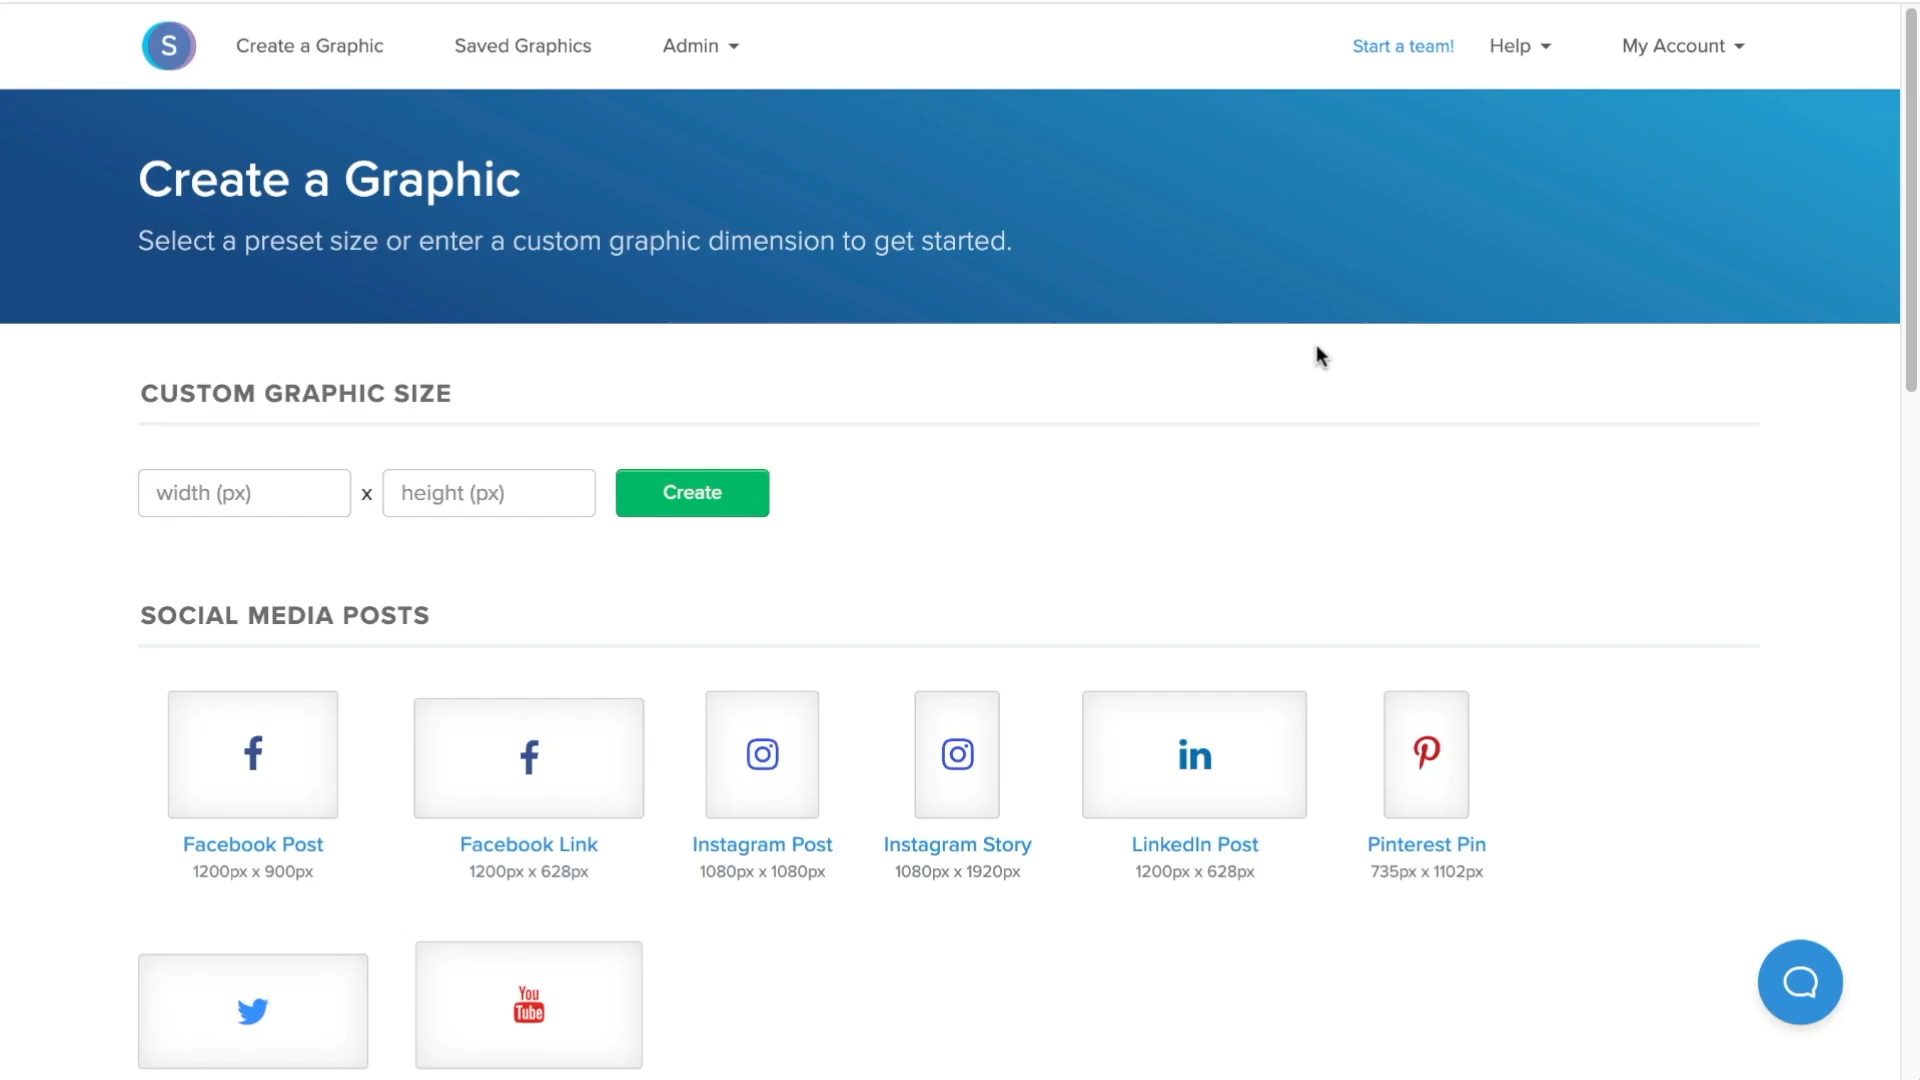 S
Create a Graphic
Saved Graphics
Admin
Start a team!
Help
My Account
Create a Graphic
Select a preset size or enter a custom graphic dimension to get started.
CUSTOM GRAPHIC SIZE
width (px) x height (px)
Create
SOCIAL MEDIA POSTS
f
f
in
Facebook Post
1200px x 900px
Facebook Link
1200px x 628px
Instagram Post
1080px x 1080px
Instagram Story
1080px x 1920px
LinkedIn Post
1200px x 628px
Pinterest Pin
735px x 1102px
You
Tube